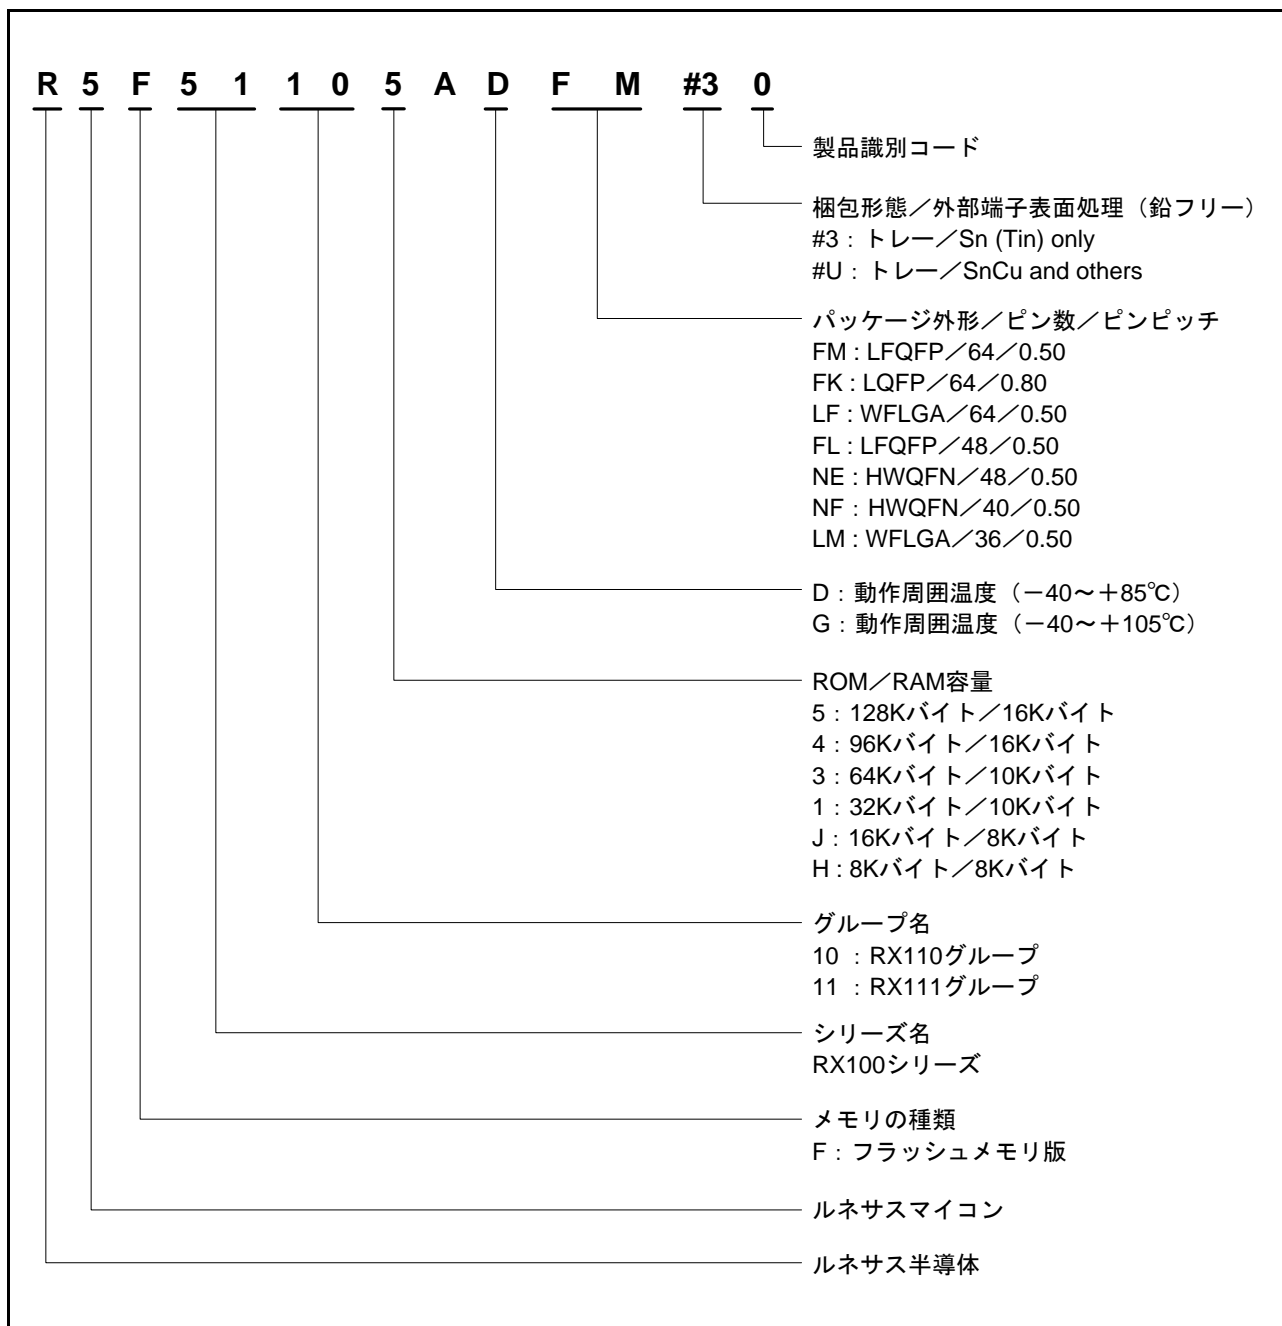 R 5 F 5 1 1 0 5 A D F M #3 0
製品識別コード
梱包形態／外部端子表面処理（鉛フリー）
#3：トレー／Sn (Tin) only
#U：トレー／SnCu and others
パッケージ外形／ピン数／ピンピッチ
FM : LFQFP／64／0.50
FK : LQFP／64／0.80
LF : WFLGA／64／0.50
FL : LFQFP／48／0.50
NE : HWQFN／48／0.50
NF : HWQFN／40／0.50
LM : WFLGA／36／0.50
D：動作周囲温度（－40～＋85℃）
G：動作周囲温度（－40～＋105℃）
ROM／RAM容量
5：128Kバイト／16Kバイト
4：96Kバイト／16Kバイト
3：64Kバイト／10Kバイト
1：32Kバイト／10Kバイト
J：16Kバイト／8Kバイト
H : 8Kバイト／8Kバイト
グループ名
10 ：RX110グループ
11 ：RX111グループ
シリーズ名
RX100シリーズ
メモリの種類
F：フラッシュメモリ版
ルネサスマイコン
ルネサス半導体